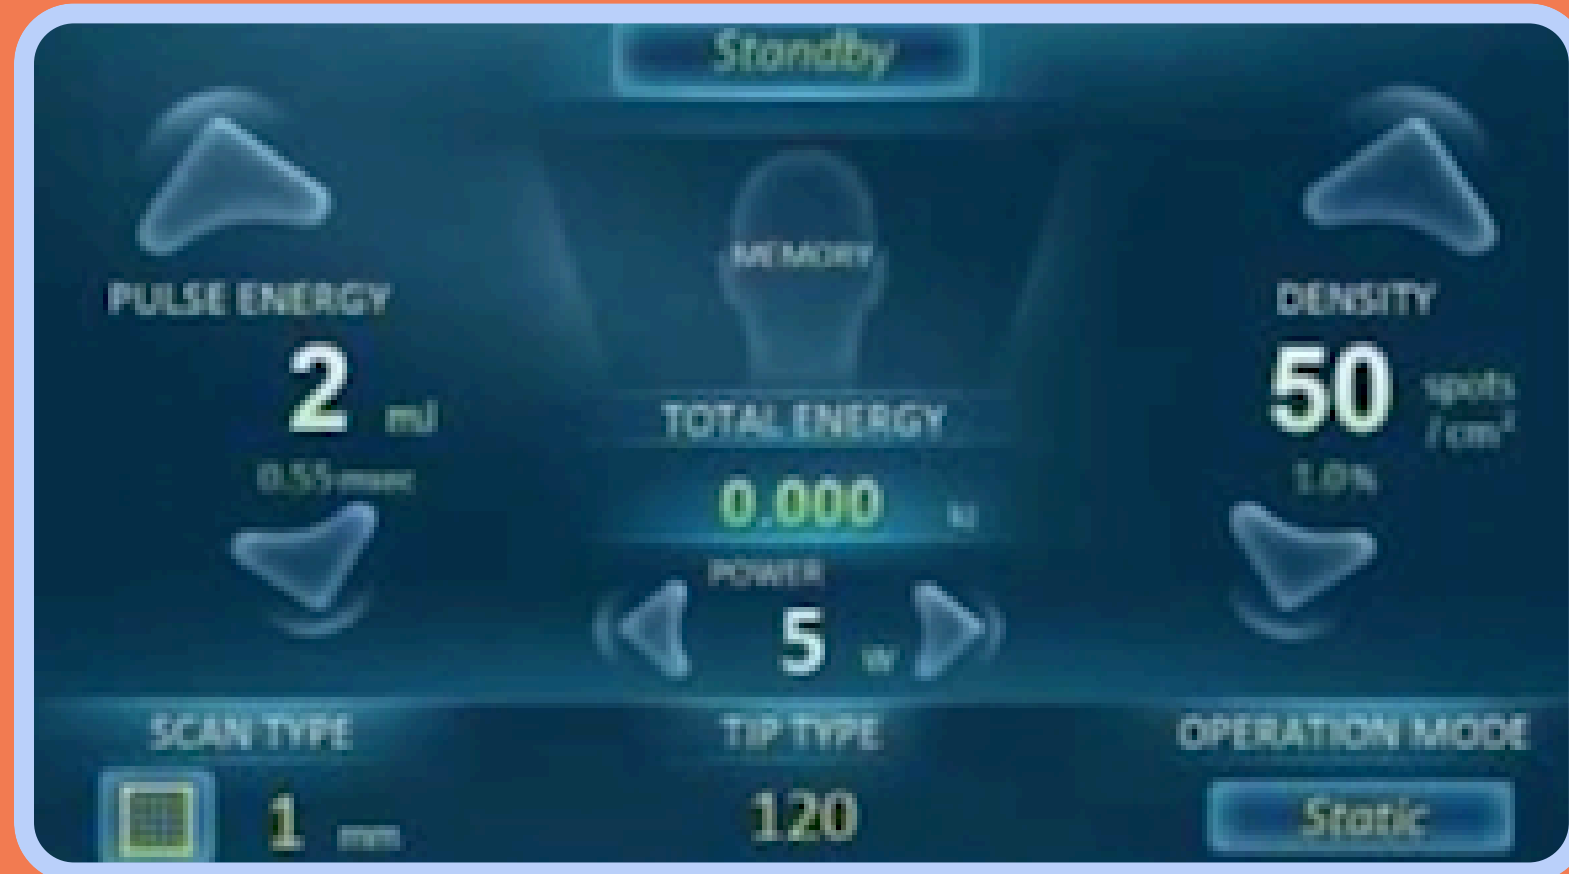 Standby
MEMORY
PULSE ENERGY
2 mJ
0.55 msec
DENSITY
50 spots
/cm²
1.0%
TOTAL ENERGY
0.000 kJ
POWER
5 W
SCAN TYPE
1 mm
TIP TYPE
120
OPERATION MODE
Static